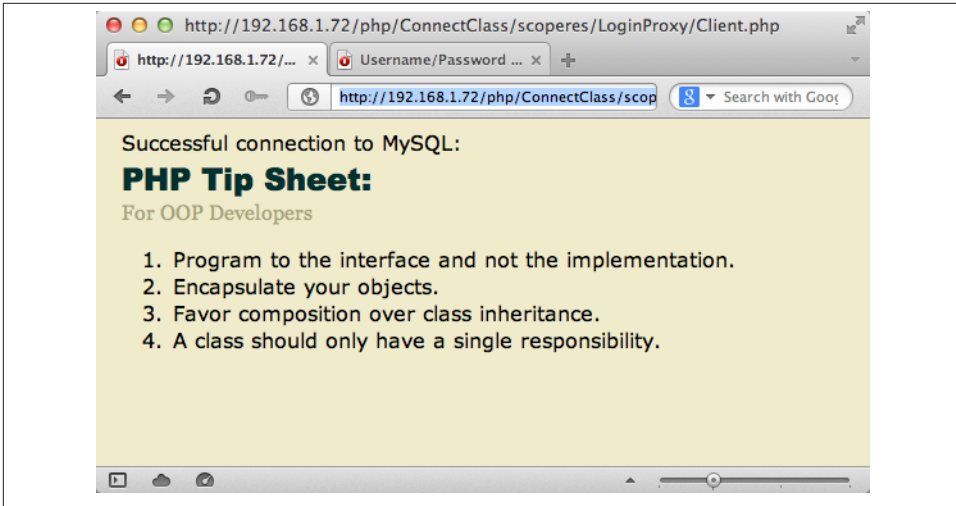 http://192.168.1.72/php/ConnectClass/scoperes/LoginProxy/Client.php
http://192.168.1.72/...
Username/Password ...
http://192.168.1.72/php/ConnectClass/scop
8
Search with Goog
Successful connection to MySQL:
PHP Tip Sheet:
For OOP Developers
1. Program to the interface and not the implementation.
2. Encapsulate your objects.
3. Favor composition over class inheritance.
4. A class should only have a single responsibility.